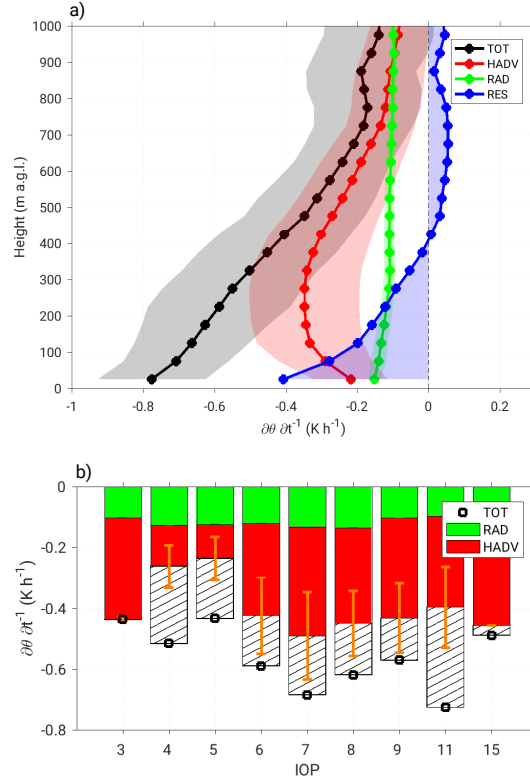 a)
1000
900
800
700
600
500
400
300
200
100
0
Height (m a.g.l.)
TOT
HADV
RAD
RES
-1 -0.8 -0.6 -0.4 -0.2 0 0.2
∂θ ∂t⁻¹ (K h⁻¹)
b)
0
-0.2
-0.4
-0.6
-0.8
∂θ ∂t⁻¹ (K h⁻¹)
TOT
RAD
HADV
3 4 5 6 7 8 9 11 15
IOP